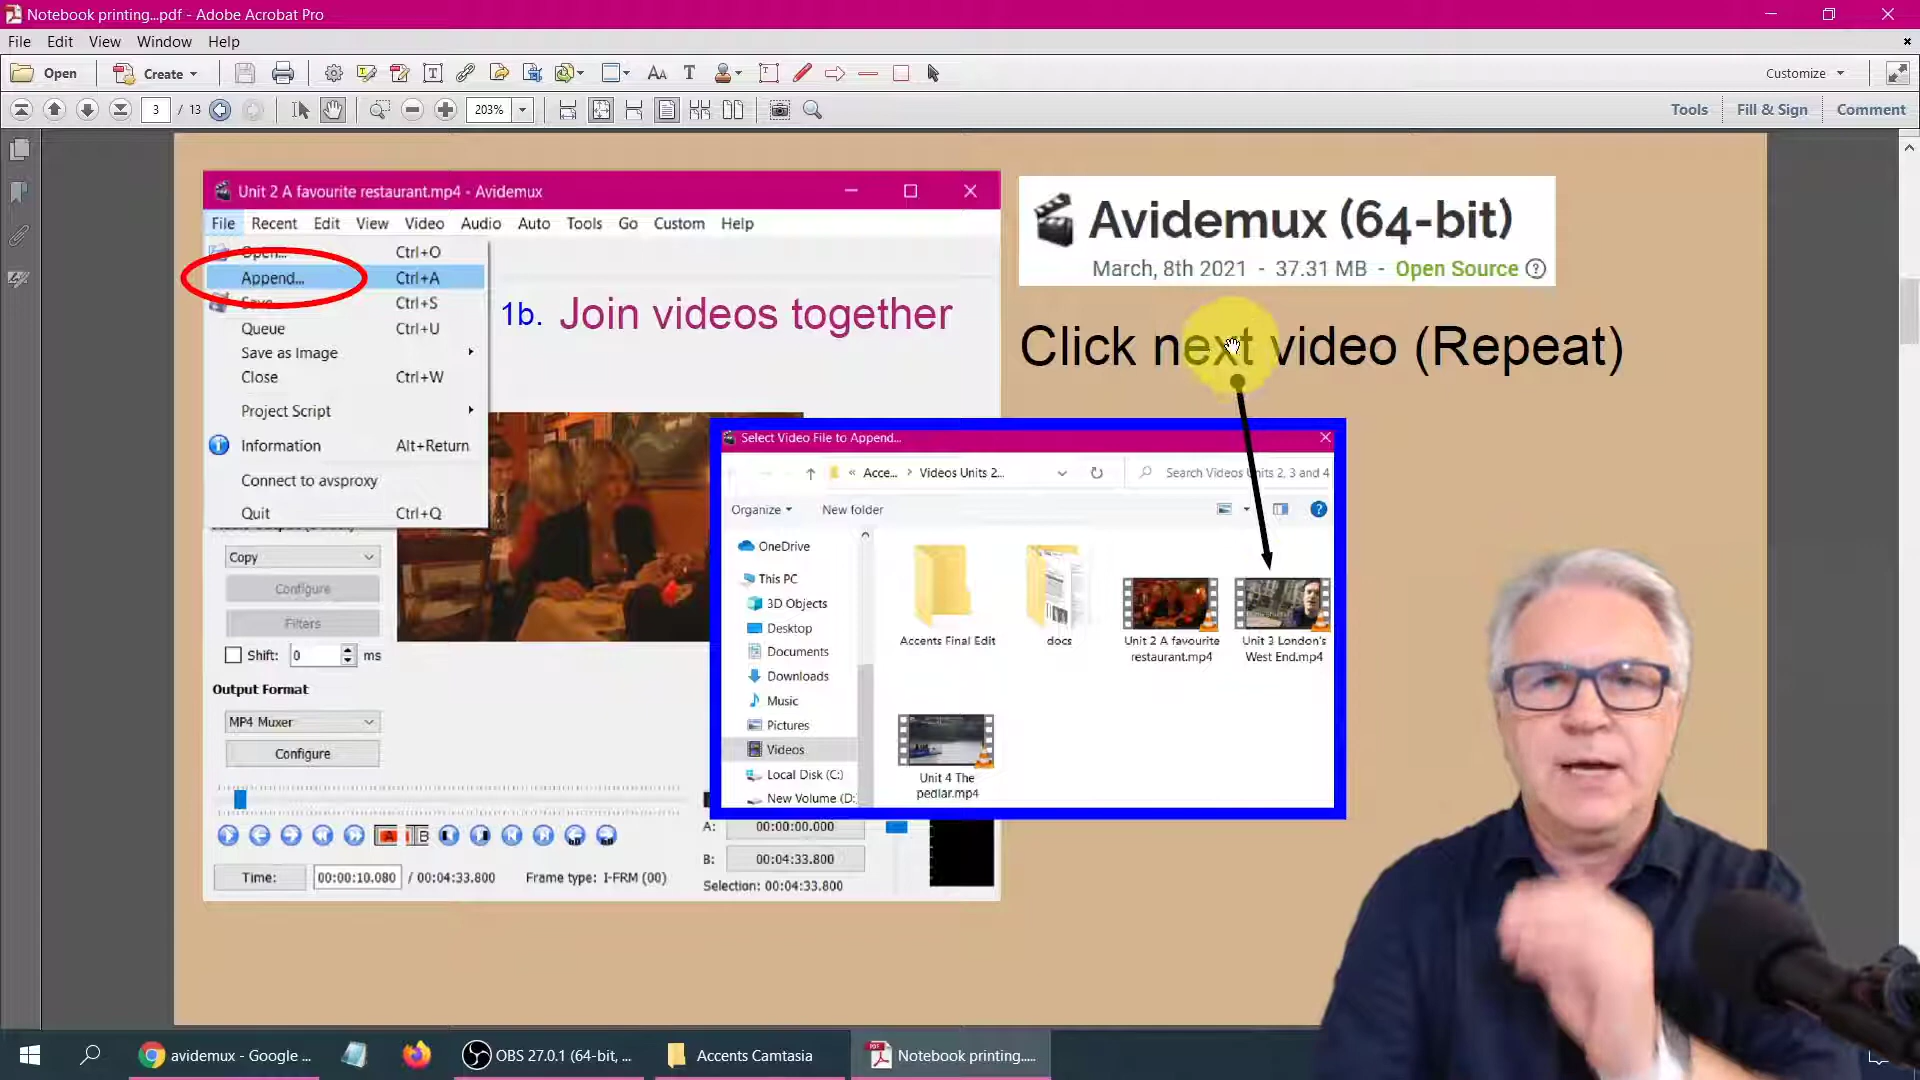 Notebook printing...pdf - Adobe Acrobat Pro
File Edit View Window Help
Open Create Customize
3 / 13 203% Tools Fill & Sign Comment
Unit 2 A favourite restaurant.mp4 - Avidemux
File Recent Edit View Video Audio Auto Tools Go Custom Help
Open... Ctrl+O
Append... Ctrl+A
Save... Ctrl+S
Queue Ctrl+U
Save as Image
Close Ctrl+W
Project Script
Information Alt+Return
Connect to avsproxy
Quit Ctrl+Q
1b. Join videos together
Copy
Configure
Filters
Shift: 0 ms
Output Format
MP4 Muxer
Configure
A: 00:00:00.000
B: 00:04:33.800
Time: 00:00:10.080 / 00:04:33.800 Frame type: I-FRM (00)
Selection: 00:04:33.800
Avidemux (64-bit)
March, 8th 2021 - 37.31 MB - Open Source ?
Click next video (Repeat)
Select Video File to Append...
« Acce... > Videos Units 2... Search Videos Units 2, 3 and 4
Organize New folder
OneDrive
This PC
3D Objects
Desktop
Documents
Downloads
Music
Pictures
Videos
Local Disk (C:)
New Volume (D:
Accents Final Edit
docs
Unit 2 A favourite
restaurant.mp4
Unit 3 London's
West End.mp4
Unit 4 The
pedlar.mp4
avidemux - Google ... OBS 27.0.1 (64-bit, ... Accents Camtasia Notebook printing.....